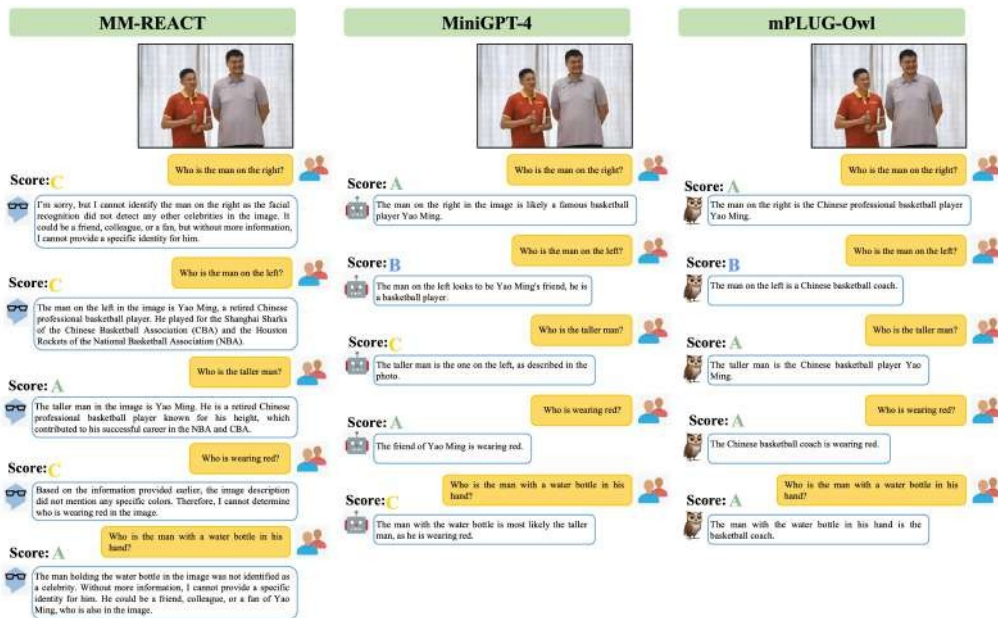 MM-REACT
Who is the man on the right?
Score:C
I'm sorry, but I cannot identify the man on the right as the facial
recognition did not detect any other celebrities in the image. It
could be a friend, colleague, or a fan, but without more information,
I cannot provide a specific identity for him.
Who is the man on the left?
Score:C
The man on the left in the image is Yao Ming, a retired Chinese
professional basketball player. He played for the Shanghai Sharks
of the Chinese Basketball Association (CBA) and the Houston
Rockets of the National Basketball Association (NBA).
Who is the taller man?
Score: A
The taller man in the image is Yao Ming. He is a retired Chinese
professional basketball player known for his height, which
contributed to his successful career in the NBA and CBA.
Who is wearing red?
Score:C
Based on the information provided earlier, the image description
did not mention any specific colors. Therefore, I cannot determine
who is wearing red in the image.
Who is the man with a water bottle in his
hand?
Score: A
The man holding the water bottle in the image was not identified as
a celebrity. Without more information, I cannot provide a specific
identity for him. He could be a friend, colleague, or a fan of Yao
Ming, who is also in the image.
MiniGPT-4
Who is the man on the right?
Score: A
The man on the right in the image is likely a famous basketball
player Yao Ming.
Who is the man on the left?
Score: B
The man on the left looks to be Yao Ming's friend, he is
a basketball player.
Who is the taller man?
Score:C
The taller man is the one on the left, as described in the
photo.
Who is wearing red?
Score: A
The friend of Yao Ming is wearing red.
Who is the man with a water bottle in his
hand?
Score:C
The man with the water bottle is most likely the taller
man, as he is wearing red.
mPLUG-Owl
Who is the man on the right?
Score: A
The man on the right is the Chinese professional basketball player
Yao Ming.
Who is the man on the left?
Score: B
The man on the left is a Chinese basketball coach.
Who is the taller man?
Score: A
The taller man is the Chinese basketball player Yao
Ming.
Who is wearing red?
Score: A
The Chinese basketball coach is wearing red.
Who is the man with a water bottle in his
hand?
Score: A
The man with the water bottle in his hand is the
basketball coach.